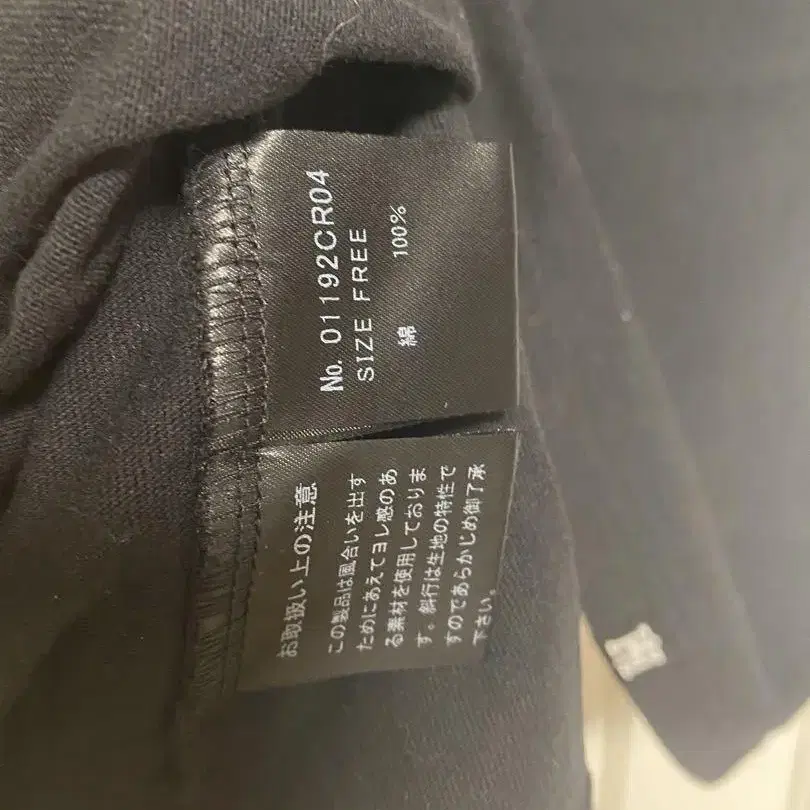 No. 01192CR04
SIZE FREE
綿 100%
お取扱い上の注意
この製品は風合いを出す
ためにあえてヨレ感のあ
る素材を使用しておりま
す。斜行は生地の特性で
すのであらかじめ御了承
下さい。